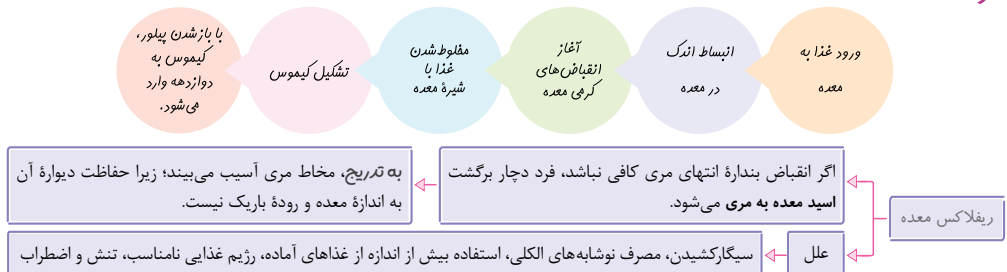 ورود غذا به
معده
انبساط اندک
در معده
آغاز
انقباض‌های
کرمی معده
مخلوط شدن
غذا با
شیرهٔ معده
تشکیل کیموس
با باز شدن پیلور،
کیموس به
دوازدهه وارد
می‌شود.
ریفلاکس معده
اگر انقباض بندارهٔ انتهای مری کافی نباشد، فرد دچار برگشت
اسید معده به مری می‌شود.
به تدریج، مخاط مری آسیب می‌بیند؛ زیرا حفاظت دیوارهٔ آن
به اندازهٔ معده و رودهٔ باریک نیست.
علل
سیگارکشیدن، مصرف نوشابه‌های الکلی، استفاده بیش از اندازه از غذاهای آماده، رژیم غذایی نامناسب، تنش و اضطراب